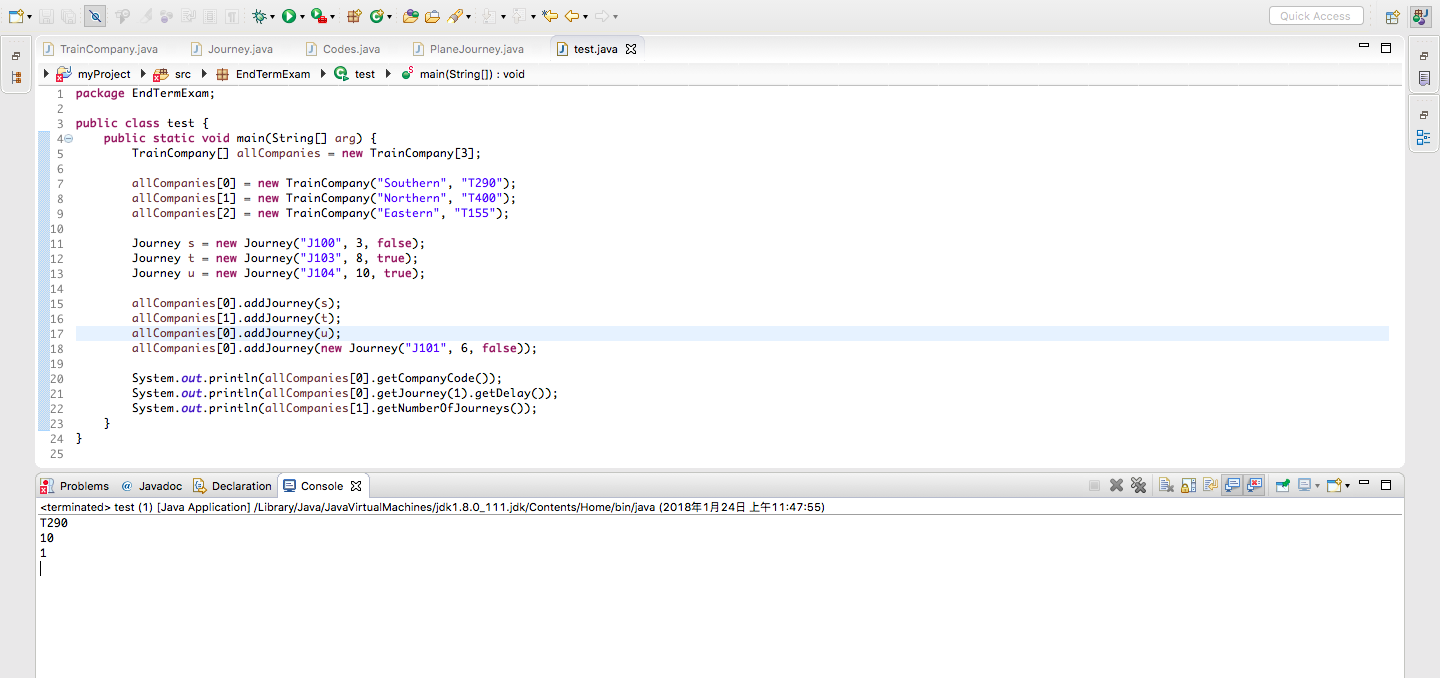 Quick Access
TrainCompany.java Journey.java Codes.java PlaneJourney.java test.java
myProject src EndTermExam test main(String[]) : void
1 package EndTermExam;
2
3 public class test {
4 public static void main(String[] arg) {
5 TrainCompany[] allCompanies = new TrainCompany[3];
6
7 allCompanies[0] = new TrainCompany("Southern", "T290");
8 allCompanies[1] = new TrainCompany("Northern", "T400");
9 allCompanies[2] = new TrainCompany("Eastern", "T155");
10
11 Journey s = new Journey("J100", 3, false);
12 Journey t = new Journey("J103", 8, true);
13 Journey u = new Journey("J104", 10, true);
14
15 allCompanies[0].addJourney(s);
16 allCompanies[1].addJourney(t);
17 allCompanies[0].addJourney(u);
18 allCompanies[0].addJourney(new Journey("J101", 6, false));
19
20 System.out.println(allCompanies[0].getCompanyCode());
21 System.out.println(allCompanies[0].getJourney(1).getDelay());
22 System.out.println(allCompanies[1].getNumberOfJourneys());
23 }
24 }
25
Problems @ Javadoc Declaration Console
<terminated> test (1) [Java Application] /Library/Java/JavaVirtualMachines/jdk1.8.0_111.jdk/Contents/Home/bin/java (2018年1月24日 上午11:47:55)
T290
10
1